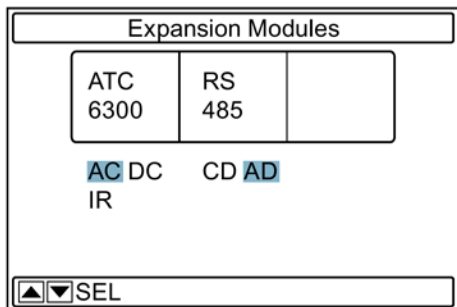 Expansion Modules
ATC RS
6300 485
AC DC CD AD
IR
SEL